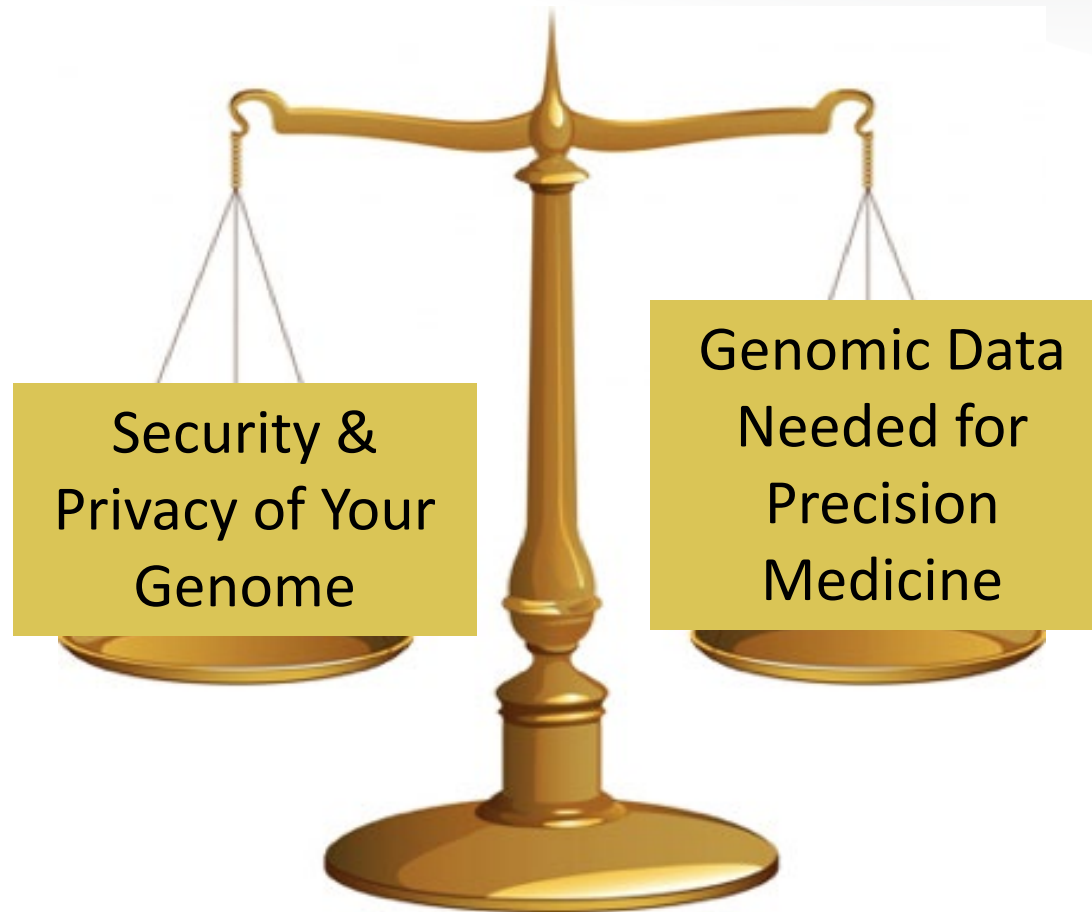 Security &
Privacy of Your
Genome
Genomic Data
Needed for
Precision
Medicine